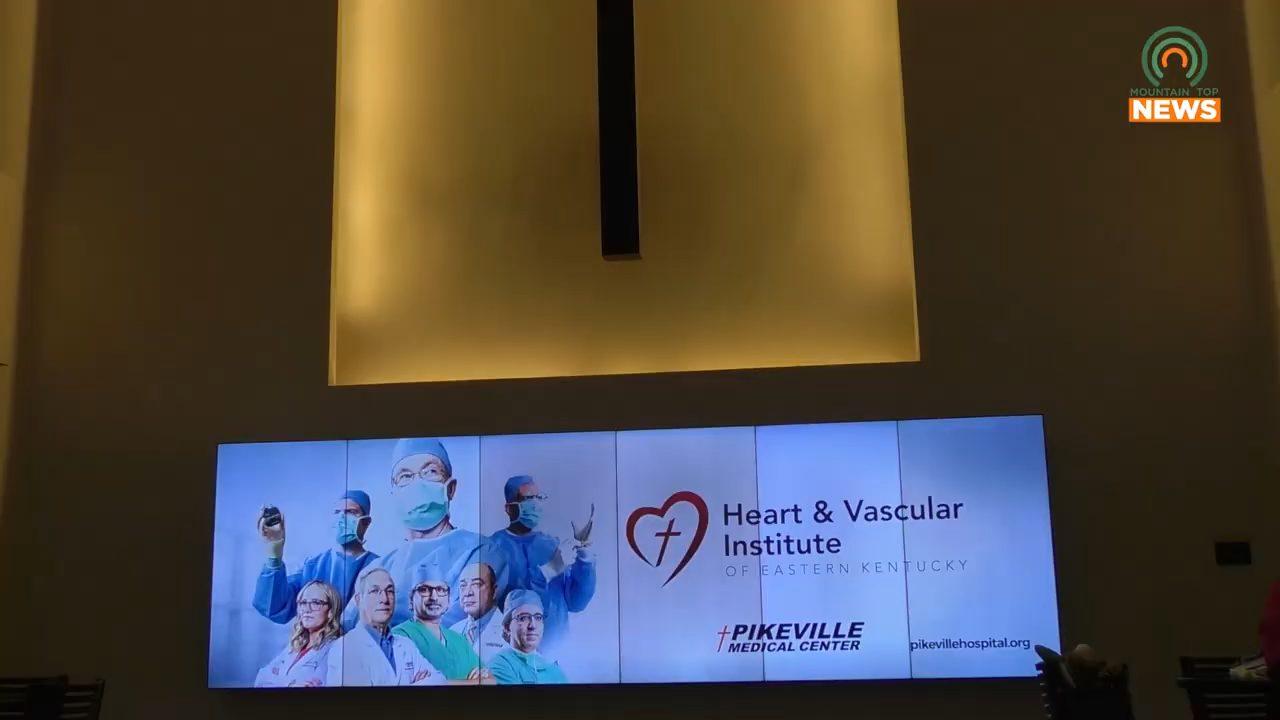 MOUNTAIN TOP
NEWS
Heart & Vascular
Institute
OF EASTERN KENTUCKY
PIKEVILLE
MEDICAL CENTER
pikevillehospital.org